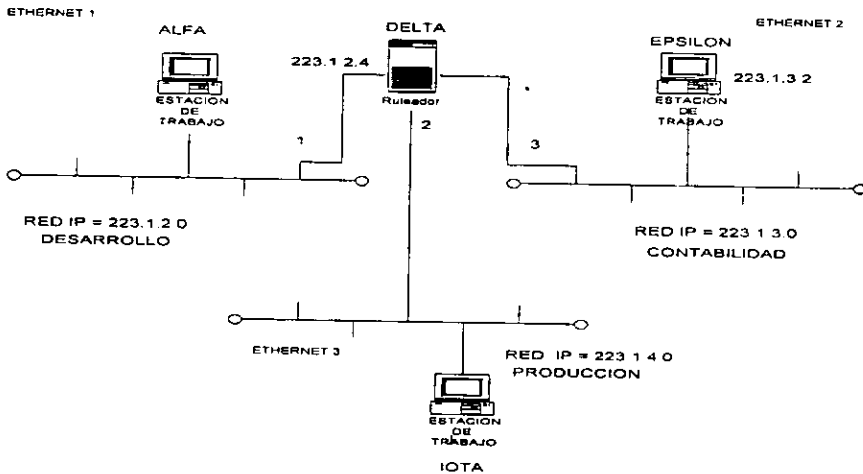 ETHERNET 1
ALFA
DELTA
ETHERNET 2
EPSILON
223.1 2.4
223.1.3 2
ESTACION
DE
TRABAJO
Ruteador
ESTACION
DE
TRABAJO
1
2
3
RED IP = 223.1.2 0
DESARROLLO
RED IP = 223 1 3.0
CONTABILIDAD
ETHERNET 3
RED IP = 223 1 4 0
PRODUCCION
ESTACION
DE
TRABAJO
IOTA